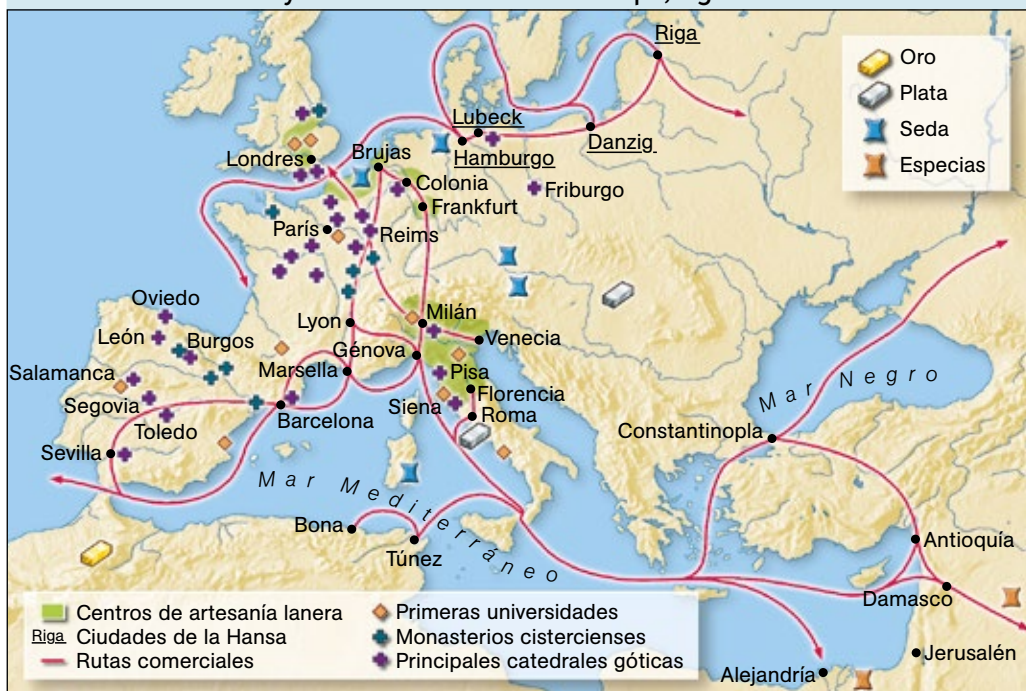 Riga
Oro
Plata
Seda
Especias
Lubeck
Hamburgo
Danzig
Londres
Brujas
Colonia
Friburgo
Frankfurt
París
Reims
Oviedo
León
Burgos
Lyon
Milán
Venecia
Génova
Salamanca
Marsella
Pisa
Florencia
Segovia
Siena
Roma
Toledo
Barcelona
Sevilla
Constantinopla
Mar Negro
Mar Mediterráneo
Bona
Túnez
Antioquía
Damasco
Jerusalén
Alejandría
Centros de artesanía lanera
Riga Ciudades de la Hansa
Rutas comerciales
Primeras universidades
Monasterios cistercienses
Principales catedrales góticas